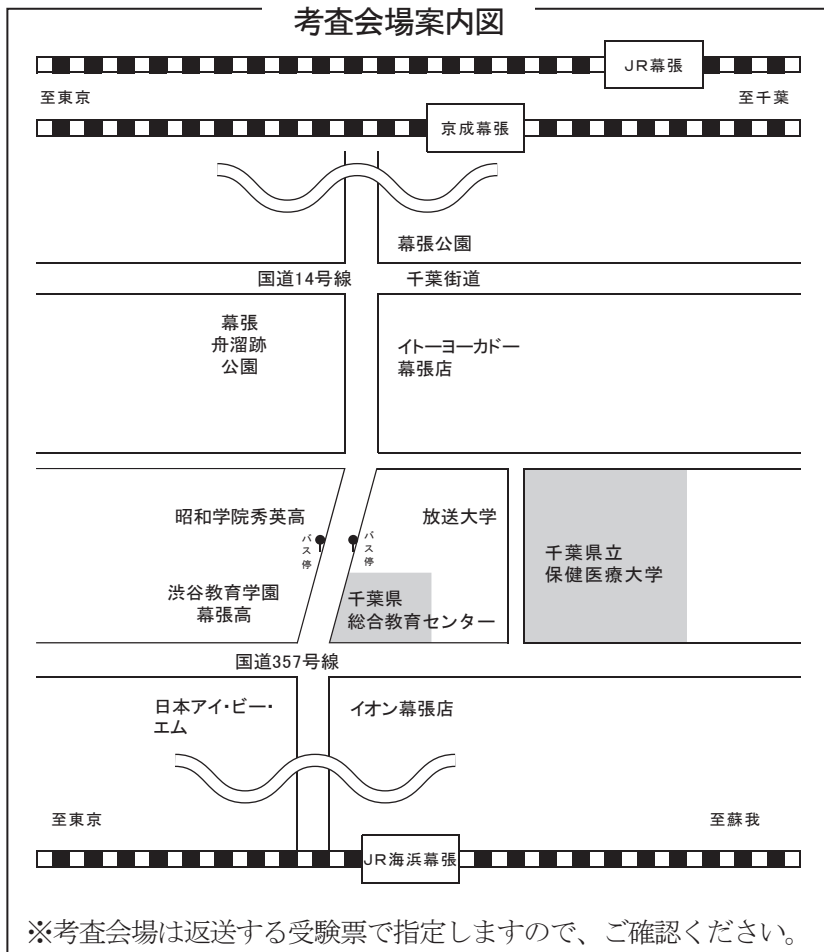 考査会場案内図
JR幕張
至東京
至千葉
京成幕張
幕張公園
国道14号線
千葉街道
幕張
舟溜跡
公園
イトーヨーカドー
幕張店
昭和学院秀英高
バス停
バス停
放送大学
千葉県立
保健医療大学
渋谷教育学園
幕張高
千葉県
総合教育センター
国道357号線
日本アイ・ビー・
エム
イオン幕張店
至東京
至蘇我
JR海浜幕張
※考査会場は返送する受験票で指定しますので、ご確認ください。